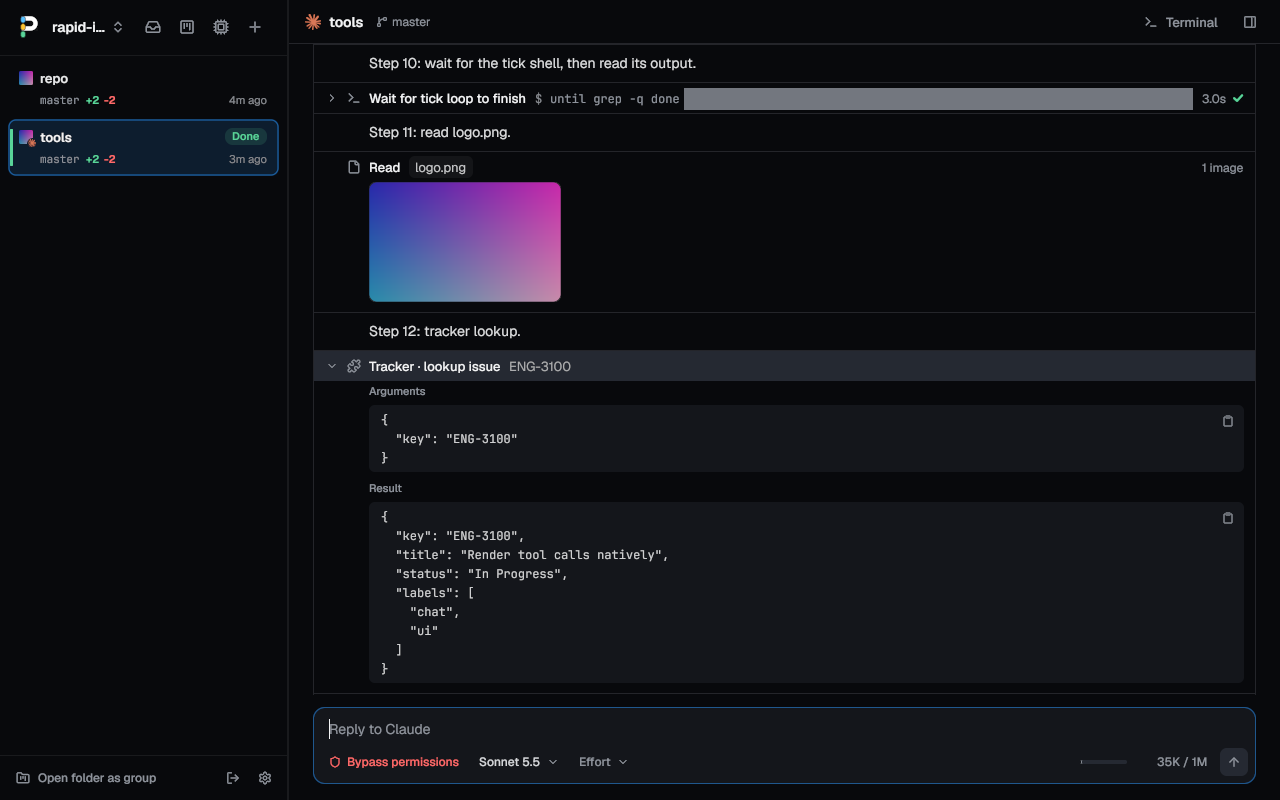 rapid-i...
repo
master +2 -2
4m ago
tools
Done
master +2 -2
3m ago
Open folder as group
tools
master
Terminal
Step 10: wait for the tick shell, then read its output.
Wait for tick loop to finish $ until grep -q done
3.0s
Step 11: read logo.png.
Read logo.png
1 image
Step 12: tracker lookup.
Tracker · lookup issue ENG-3100
Arguments
{
"key": "ENG-3100"
}
Result
{
"key": "ENG-3100",
"title": "Render tool calls natively",
"status": "In Progress",
"labels": [
"chat",
"ui"
]
}
Reply to Claude
Bypass permissions
Sonnet 5.5
Effort
35K / 1M